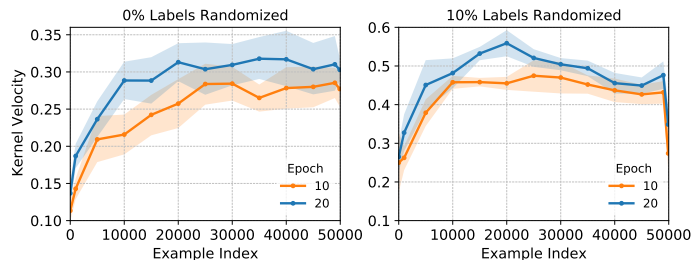 0% Labels Randomized
10% Labels Randomized
Kernel Velocity
0.35
0.30
0.25
0.20
0.15
0.10
0.6
0.5
0.4
0.3
0.2
0.1
Epoch
10
20
Epoch
10
20
0 10000 20000 30000 40000 50000
0 10000 20000 30000 40000 50000
Example Index
Example Index